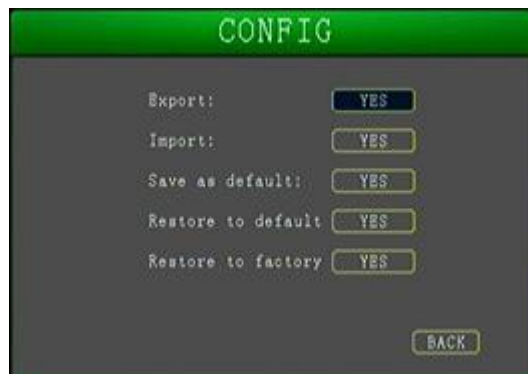 CONFIG
Export: YES
Import: YES
Save as default: YES
Restore to default YES
Restore to factory YES
BACK